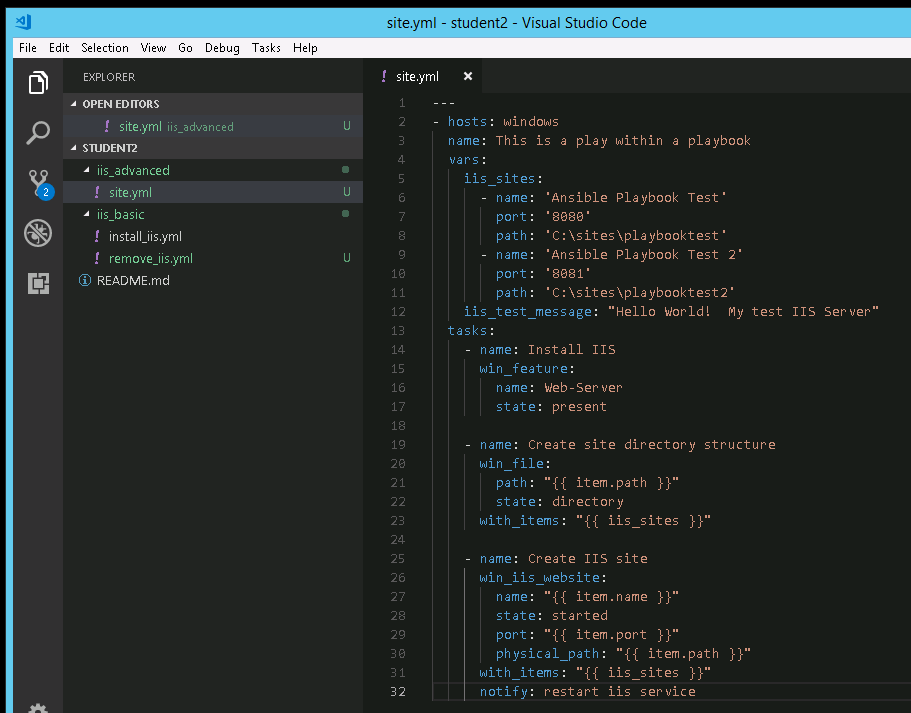 site.yml - student2 - Visual Studio Code
File Edit Selection View Go Debug Tasks Help
EXPLORER
OPEN EDITORS
! site.yml iis_advanced U
STUDENT2
iis_advanced
! site.yml U
iis_basic
! install_iis.yml
! remove_iis.yml U
README.md
2
! site.yml ×
1 ---
2 - hosts: windows
3   name: This is a play within a playbook
4   vars:
5     iis_sites:
6       - name: 'Ansible Playbook Test'
7         port: '8080'
8         path: 'C:\sites\playbooktest'
9       - name: 'Ansible Playbook Test 2'
10         port: '8081'
11         path: 'C:\sites\playbooktest2'
12     iis_test_message: "Hello World!  My test IIS Server"
13   tasks:
14     - name: Install IIS
15       win_feature:
16         name: Web-Server
17         state: present
18
19     - name: Create site directory structure
20       win_file:
21         path: "{{ item.path }}"
22         state: directory
23       with_items: "{{ iis_sites }}"
24
25     - name: Create IIS site
26       win_iis_website:
27         name: "{{ item.name }}"
28         state: started
29         port: "{{ item.port }}"
30         physical_path: "{{ item.path }}"
31       with_items: "{{ iis_sites }}"
32       notify: restart iis service